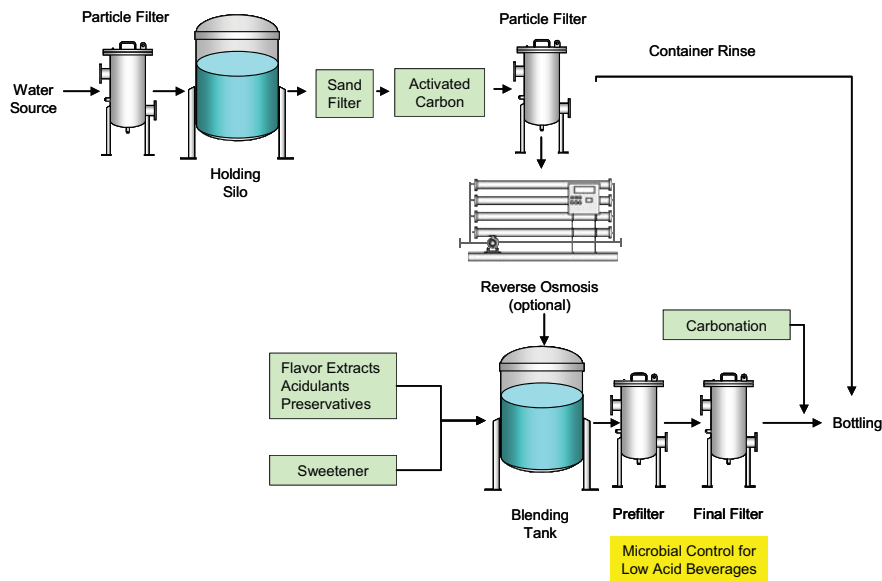 Particle Filter
Particle Filter
Container Rinse
Water
Source
Sand
Filter
Activated
Carbon
Holding
Silo
Reverse Osmosis
(optional)
Carbonation
Flavor Extracts
Acidulants
Preservatives
Bottling
Sweetener
Blending
Tank
Prefilter
Final Filter
Microbial Control for
Low Acid Beverages